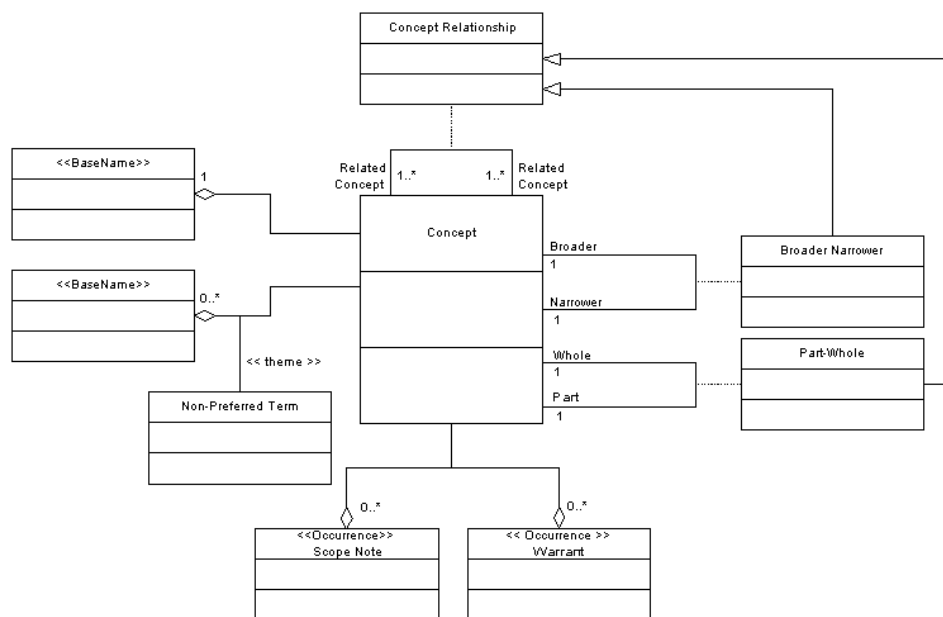 Concept Relationship
<<BaseName>>
1
Related
Concept
1..*
1..*
Related
Concept
Concept
Broader
1
Broader Narrower
<<BaseName>>
0..*
Narrower
1
<< theme >>
Whole
1
Part-Whole
Non-Preferred Term
Part
1
0..*
0..*
<<Occurrence>>
Scope Note
<< Occurrence >>
Warrant